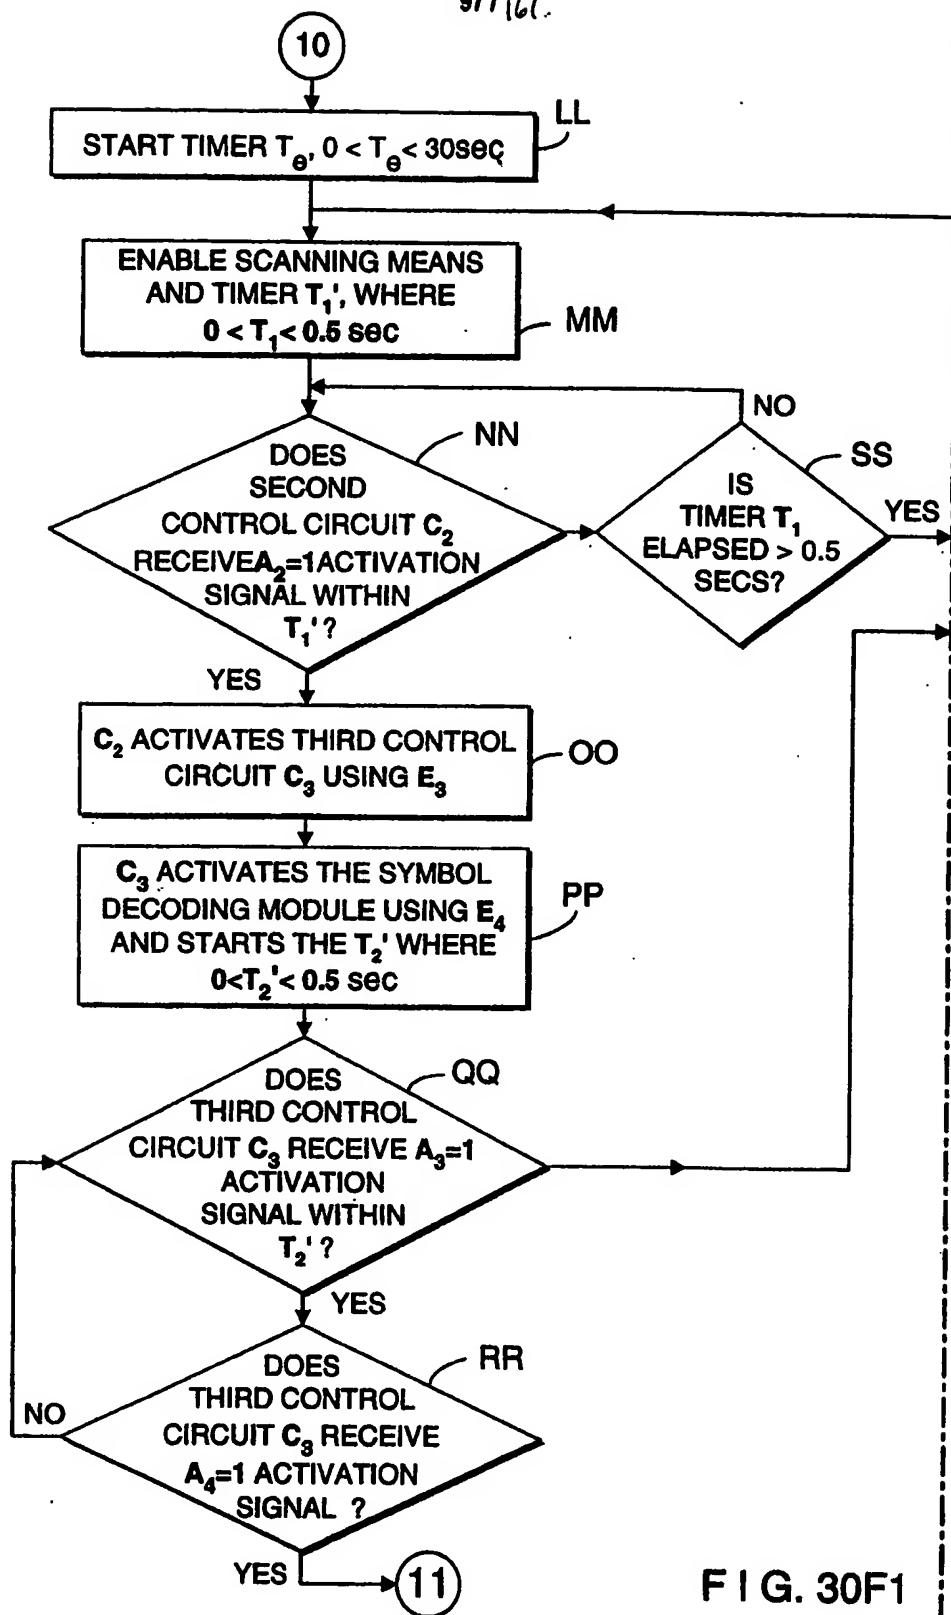 10
START TIMER Tθ, 0 < Tθ < 30sec
LL
ENABLE SCANNING MEANS
AND TIMER T₁', WHERE
0 < T₁ < 0.5 sec
MM
NO
DOES
SECOND
CONTROL CIRCUIT C₂
RECEIVEA₂=1ACTIVATION
SIGNAL WITHIN
T₁' ?
NN
IS
TIMER T₁
ELAPSED > 0.5
SECS?
SS
YES
YES
C₂ ACTIVATES THIRD CONTROL
CIRCUIT C₃ USING E₃
OO
C₃ ACTIVATES THE SYMBOL
DECODING MODULE USING E₄
AND STARTS THE T₂' WHERE
0<T₂'< 0.5 sec
PP
DOES
THIRD CONTROL
CIRCUIT C₃ RECEIVE A₃=1
ACTIVATION
SIGNAL WITHIN
T₂' ?
QQ
YES
DOES
THIRD CONTROL
CIRCUIT C₃ RECEIVE
A₄=1 ACTIVATION
SIGNAL ?
RR
NO
YES
11
FIG. 30F1